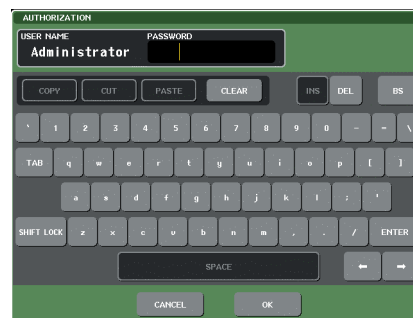 AUTHORIZATION
USER NAME PASSWORD
Administrator
COPY CUT PASTE CLEAR INS DEL BS
` 1 2 3 4 5 6 7 8 9 0 - = \
TAB q w e r t y u i o p [ ]
a s d f g h j k l ; '
SHIFT LOCK z x c v b n m , . / ENTER
SPACE ← →
CANCEL OK